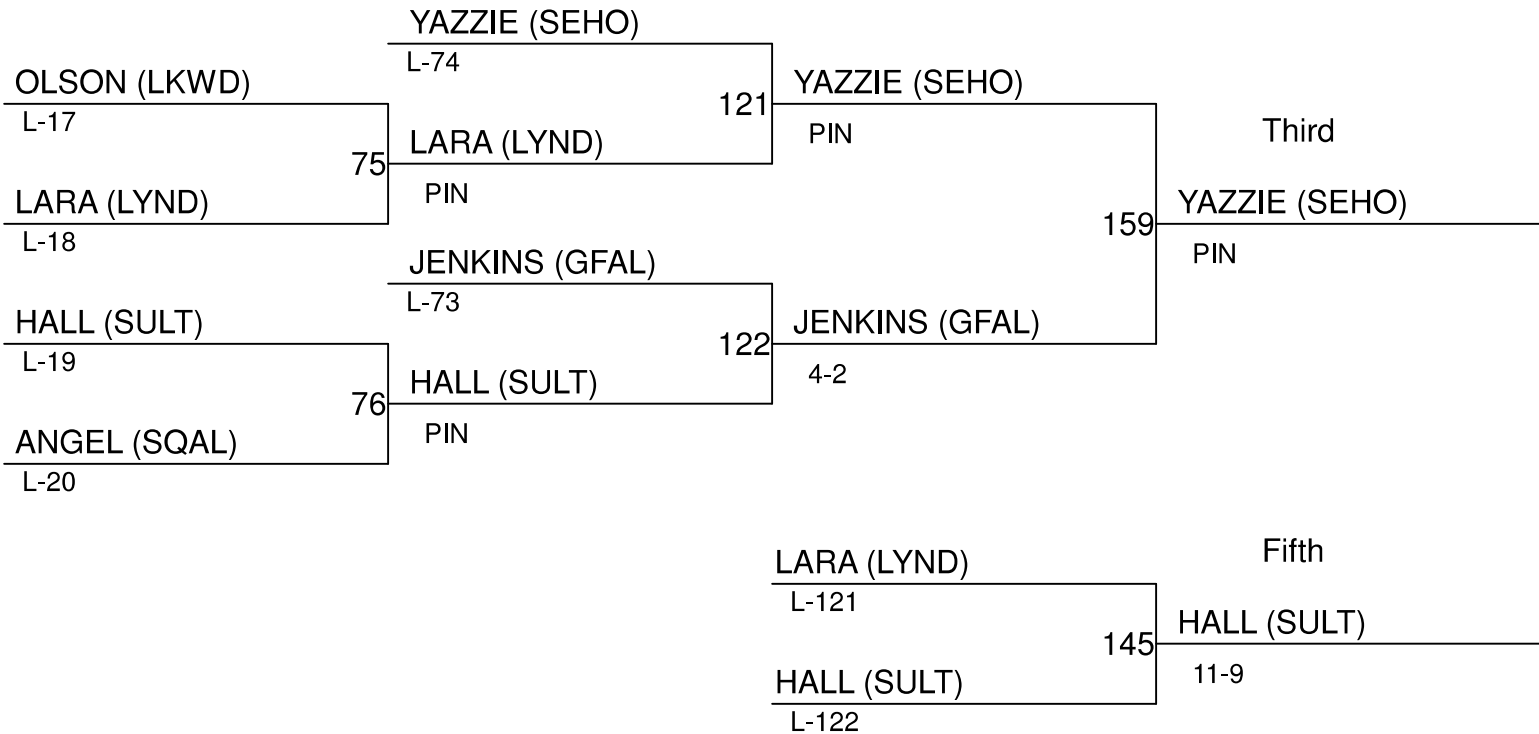 YAZZIE (SEHO)
L-74
OLSON (LKWD)
L-17
121
YAZZIE (SEHO)
PIN
Third
75
LARA (LYND)
PIN
LARA (LYND)
L-18
159
YAZZIE (SEHO)
PIN
JENKINS (GFAL)
L-73
HALL (SULT)
L-19
122
JENKINS (GFAL)
4-2
76
HALL (SULT)
PIN
ANGEL (SQAL)
L-20
LARA (LYND)
L-121
Fifth
145
HALL (SULT)
11-9
HALL (SULT)
L-122